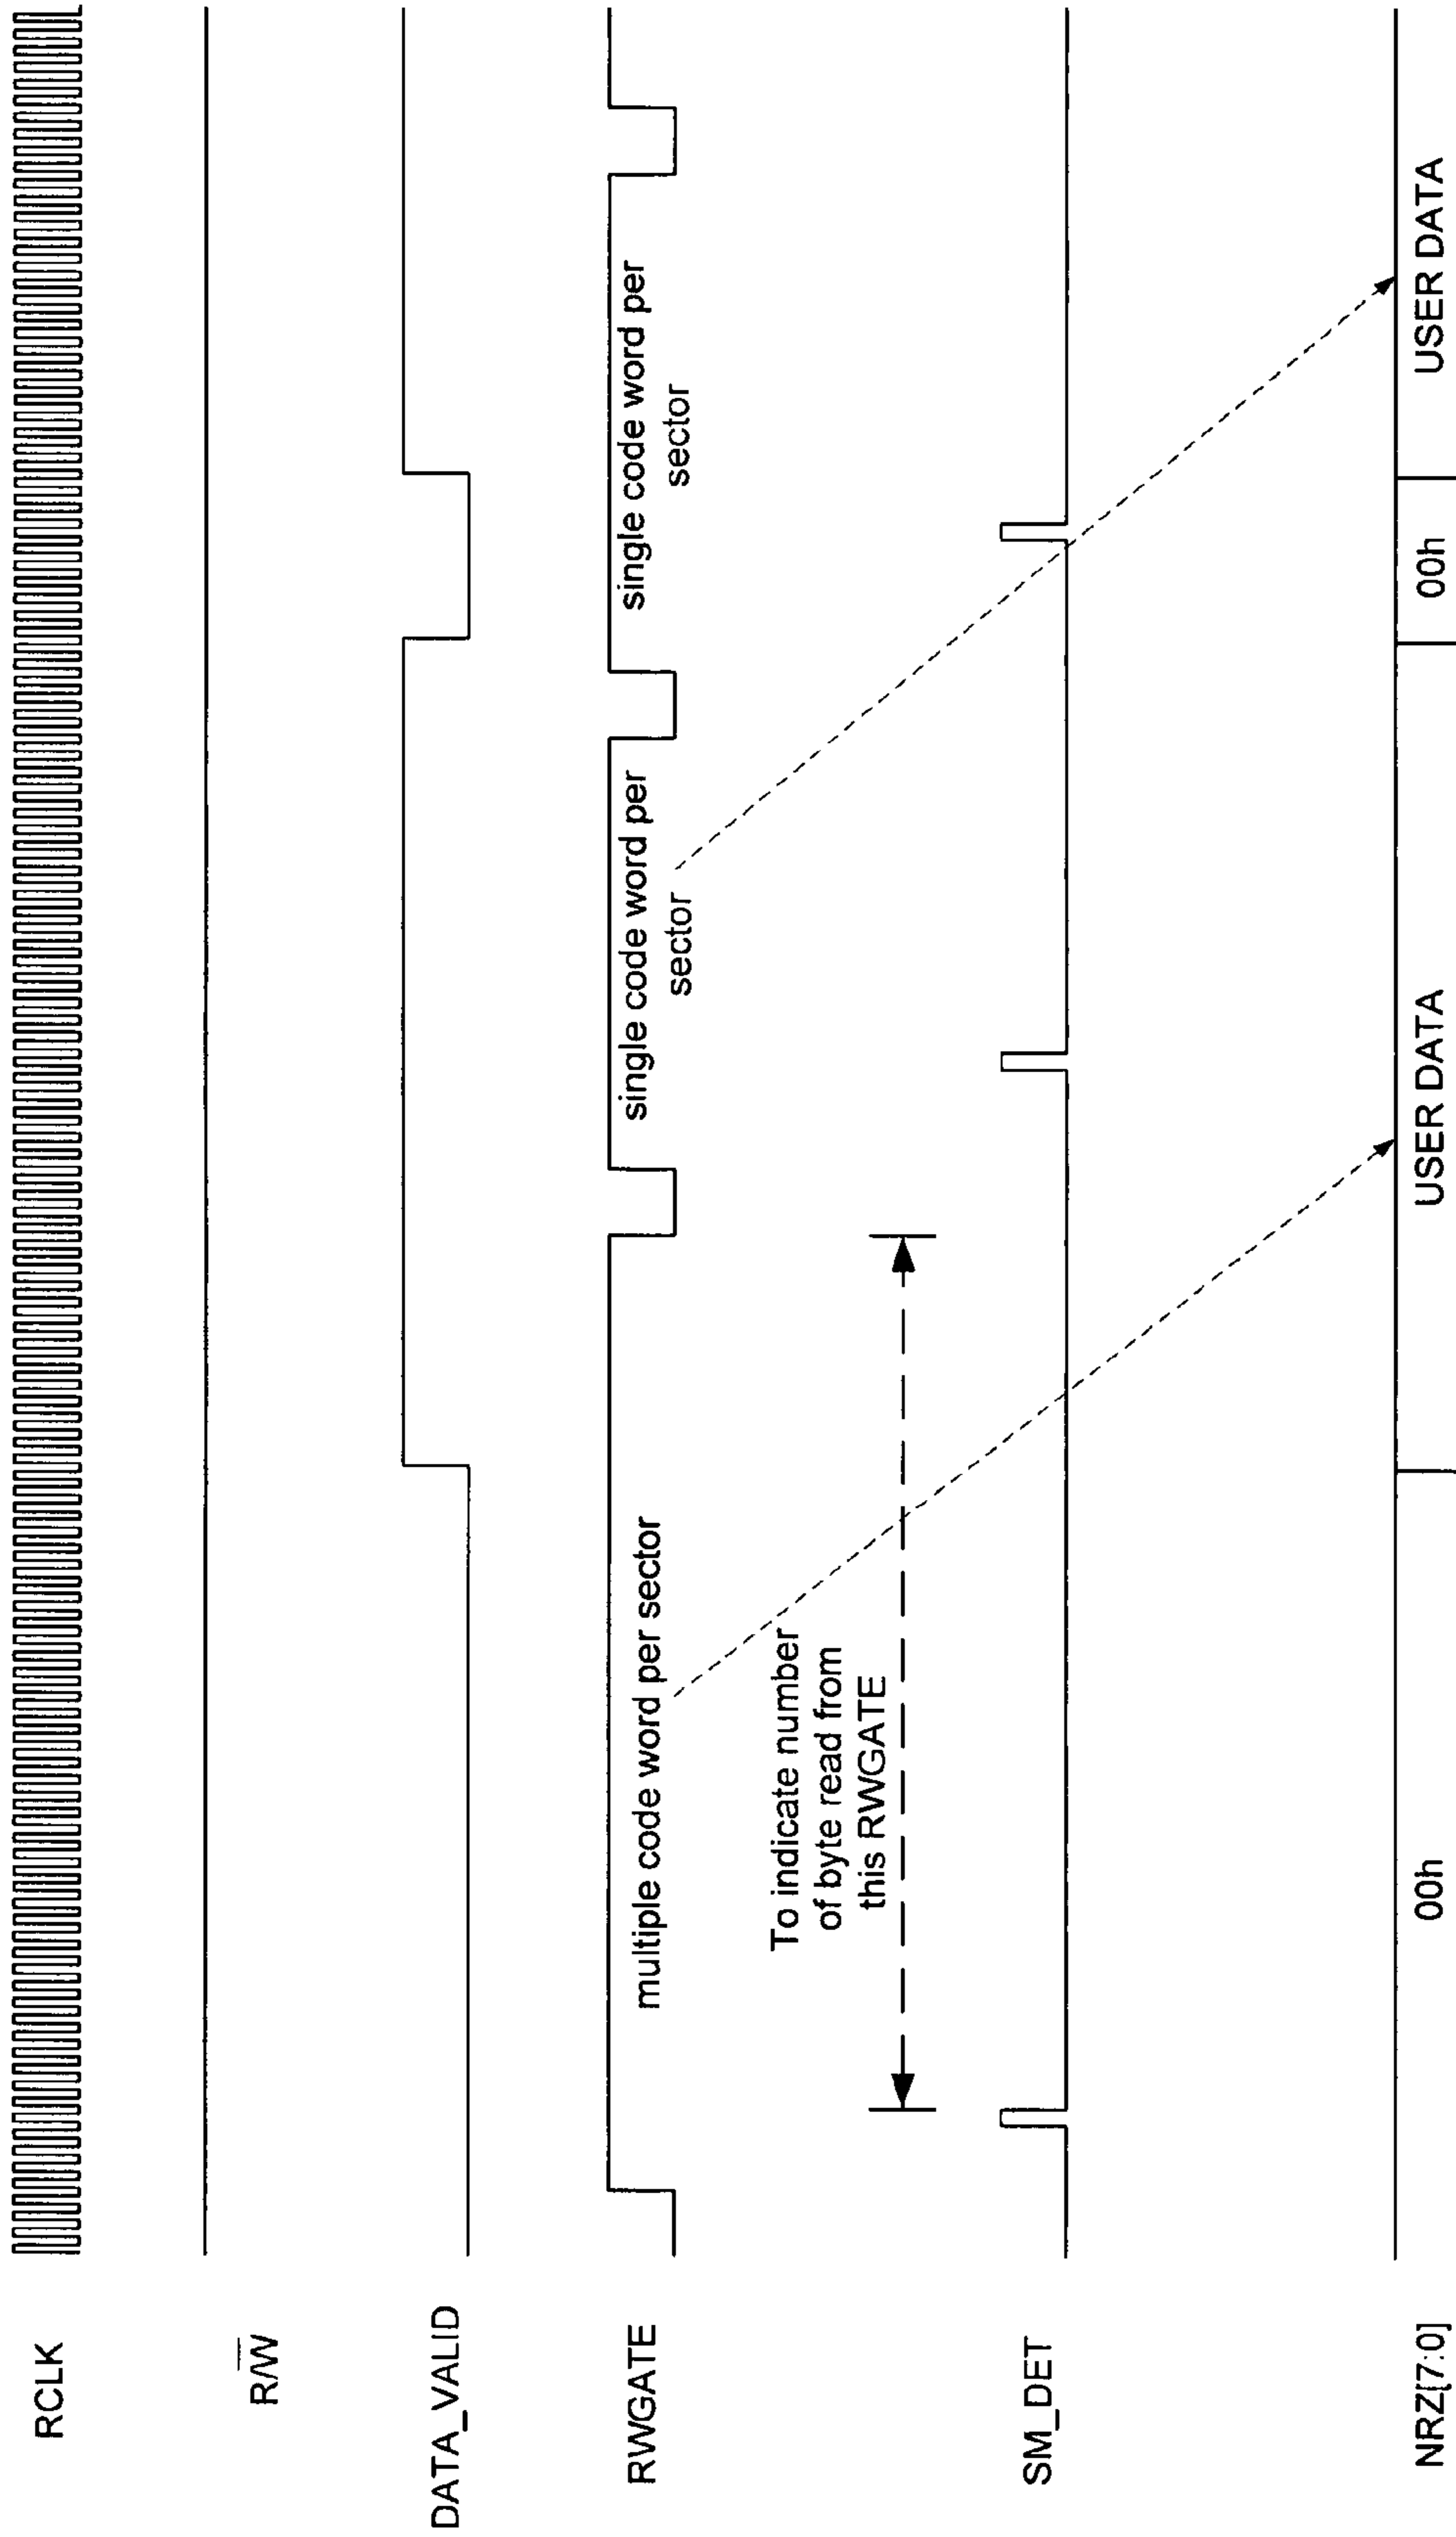 RCLK
R/W̅
DATA_VALID
RWGATE
multiple code word per sector
single code word per
sector
single code word per
sector
To indicate number
of byte read from
this RWGATE
SM_DET
NRZ[7:0]
00h
USER DATA
00h
USER DATA